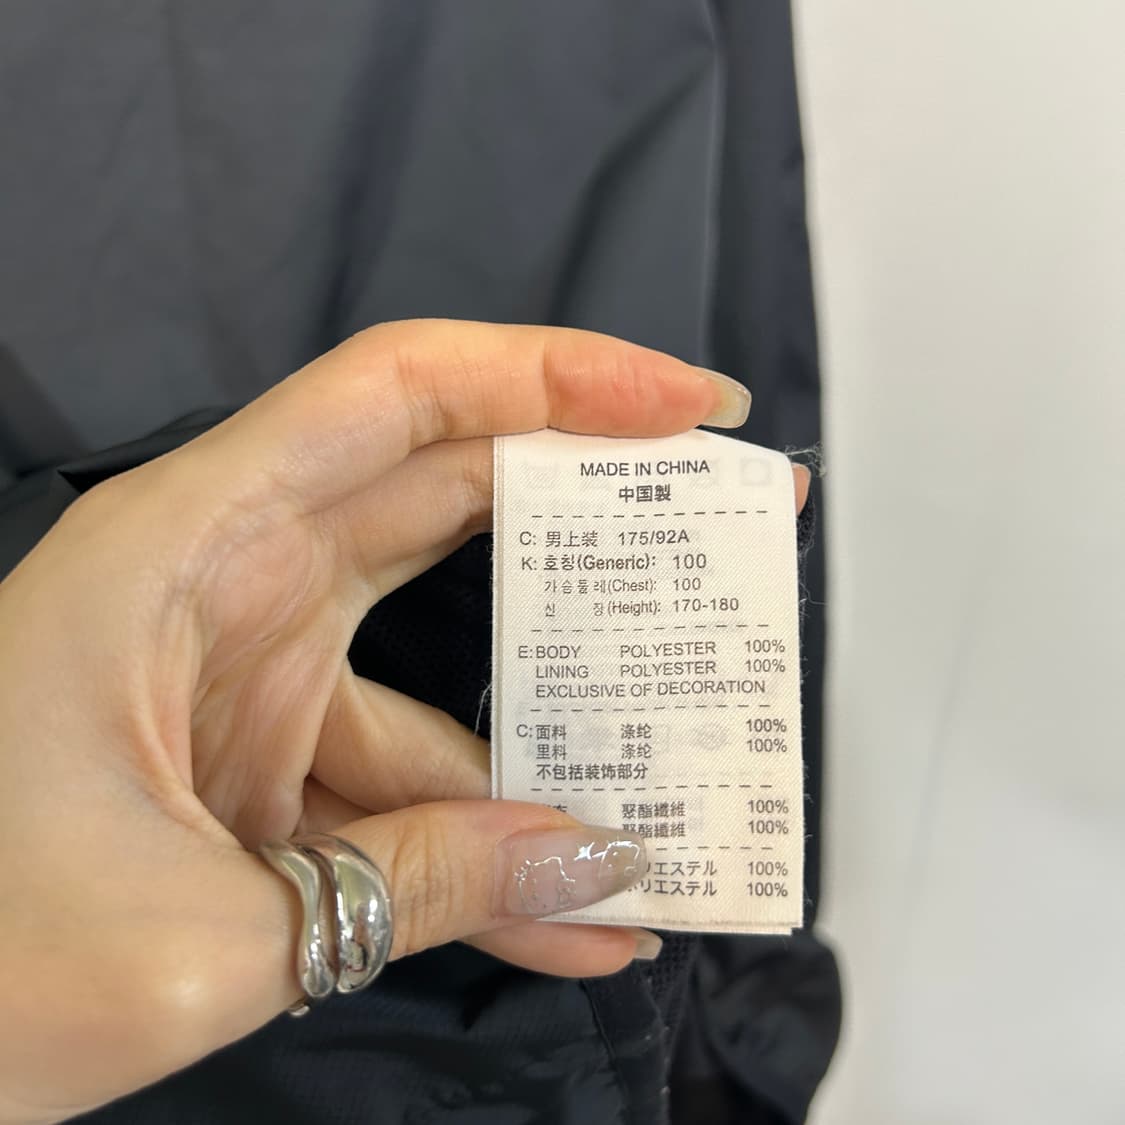 MADE IN CHINA
中国製
C: 男上装 175/92A
K: 호칭(Generic): 100
가슴둘레(Chest): 100
신 장(Height): 170-180
E: BODY POLYESTER 100%
LINING POLYESTER 100%
EXCLUSIVE OF DECORATION
C: 面料 涤纶 100%
里料 涤纶 100%
不包括装饰部分
聚酯纖維 100%
聚酯纖維 100%
リエステル 100%
ポリエステル 100%